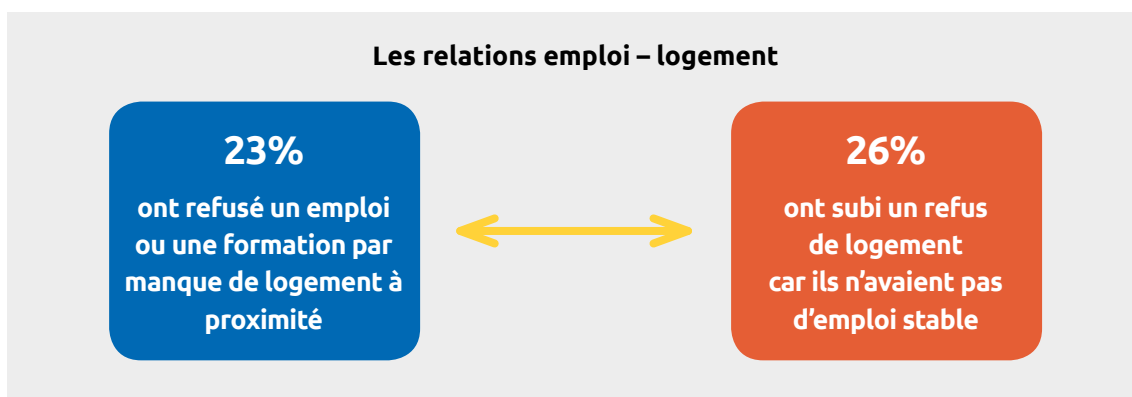 Les relations emploi – logement
23%
ont refusé un emploi
ou une formation par
manque de logement à
proximité
26%
ont subi un refus
de logement
car ils n'avaient pas
d'emploi stable